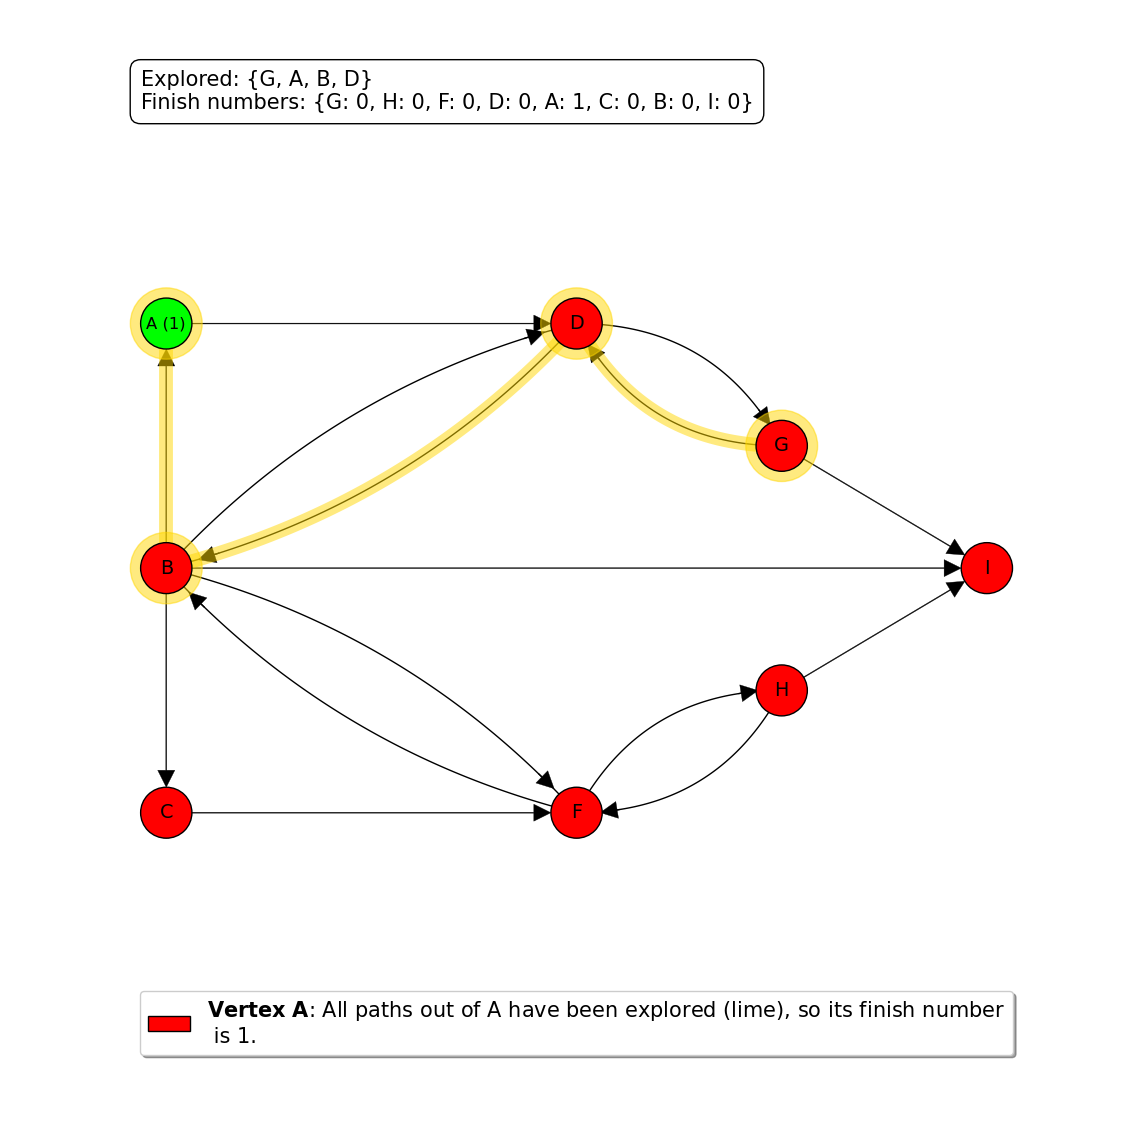 Explored: {G, A, B, D}
Finish numbers: {G: 0, H: 0, F: 0, D: 0, A: 1, C: 0, B: 0, I: 0}
A (1)
D
G
B
I
H
C
F
Vertex A: All paths out of A have been explored (lime), so its finish number
is 1.